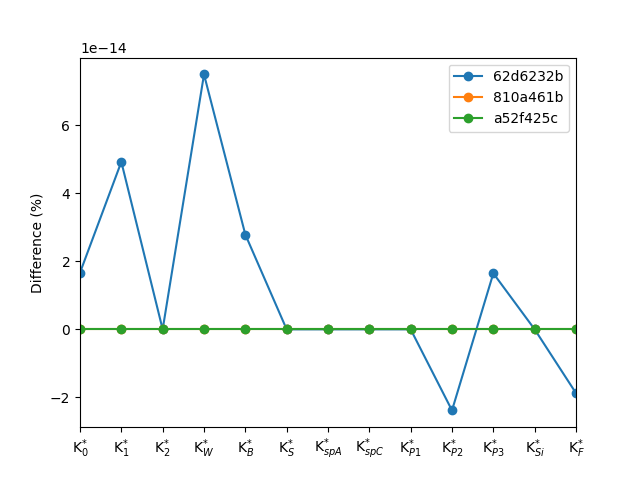 1e−14
62d6232b
810a461b
a52f425c
6
4
2
0
−2
Difference (%)
K*0 K*1 K*2 K*W K*B K*S K*spA K*spC K*P1 K*P2 K*P3 K*Si K*F